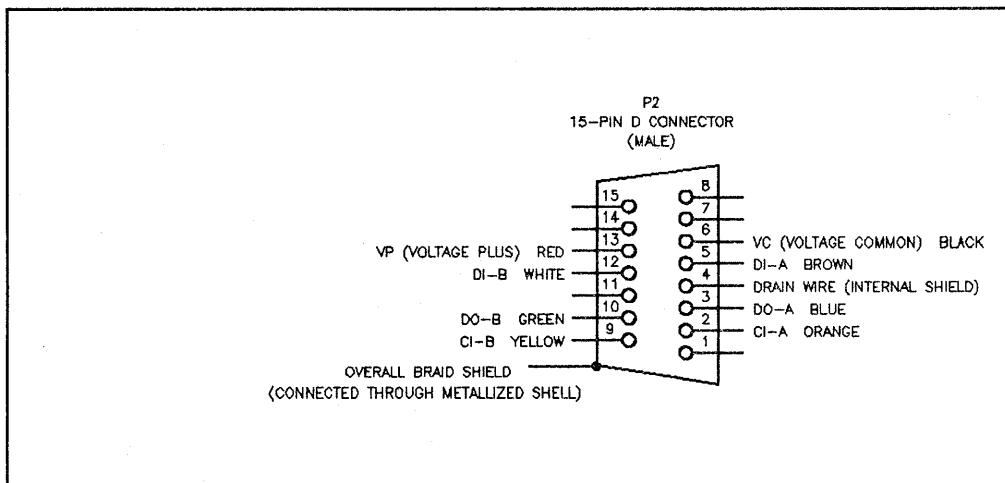 P2
15-PIN D CONNECTOR
(MALE)
15
14
VP (VOLTAGE PLUS) RED 13
DI-B WHITE 12
11
DO-B GREEN 10
CI-B YELLOW 9
OVERALL BRAID SHIELD
(CONNECTED THROUGH METALLIZED SHELL)
8
7
6 VC (VOLTAGE COMMON) BLACK
5 DI-A BROWN
4 DRAIN WIRE (INTERNAL SHIELD)
3 DO-A BLUE
2 CI-A ORANGE
1